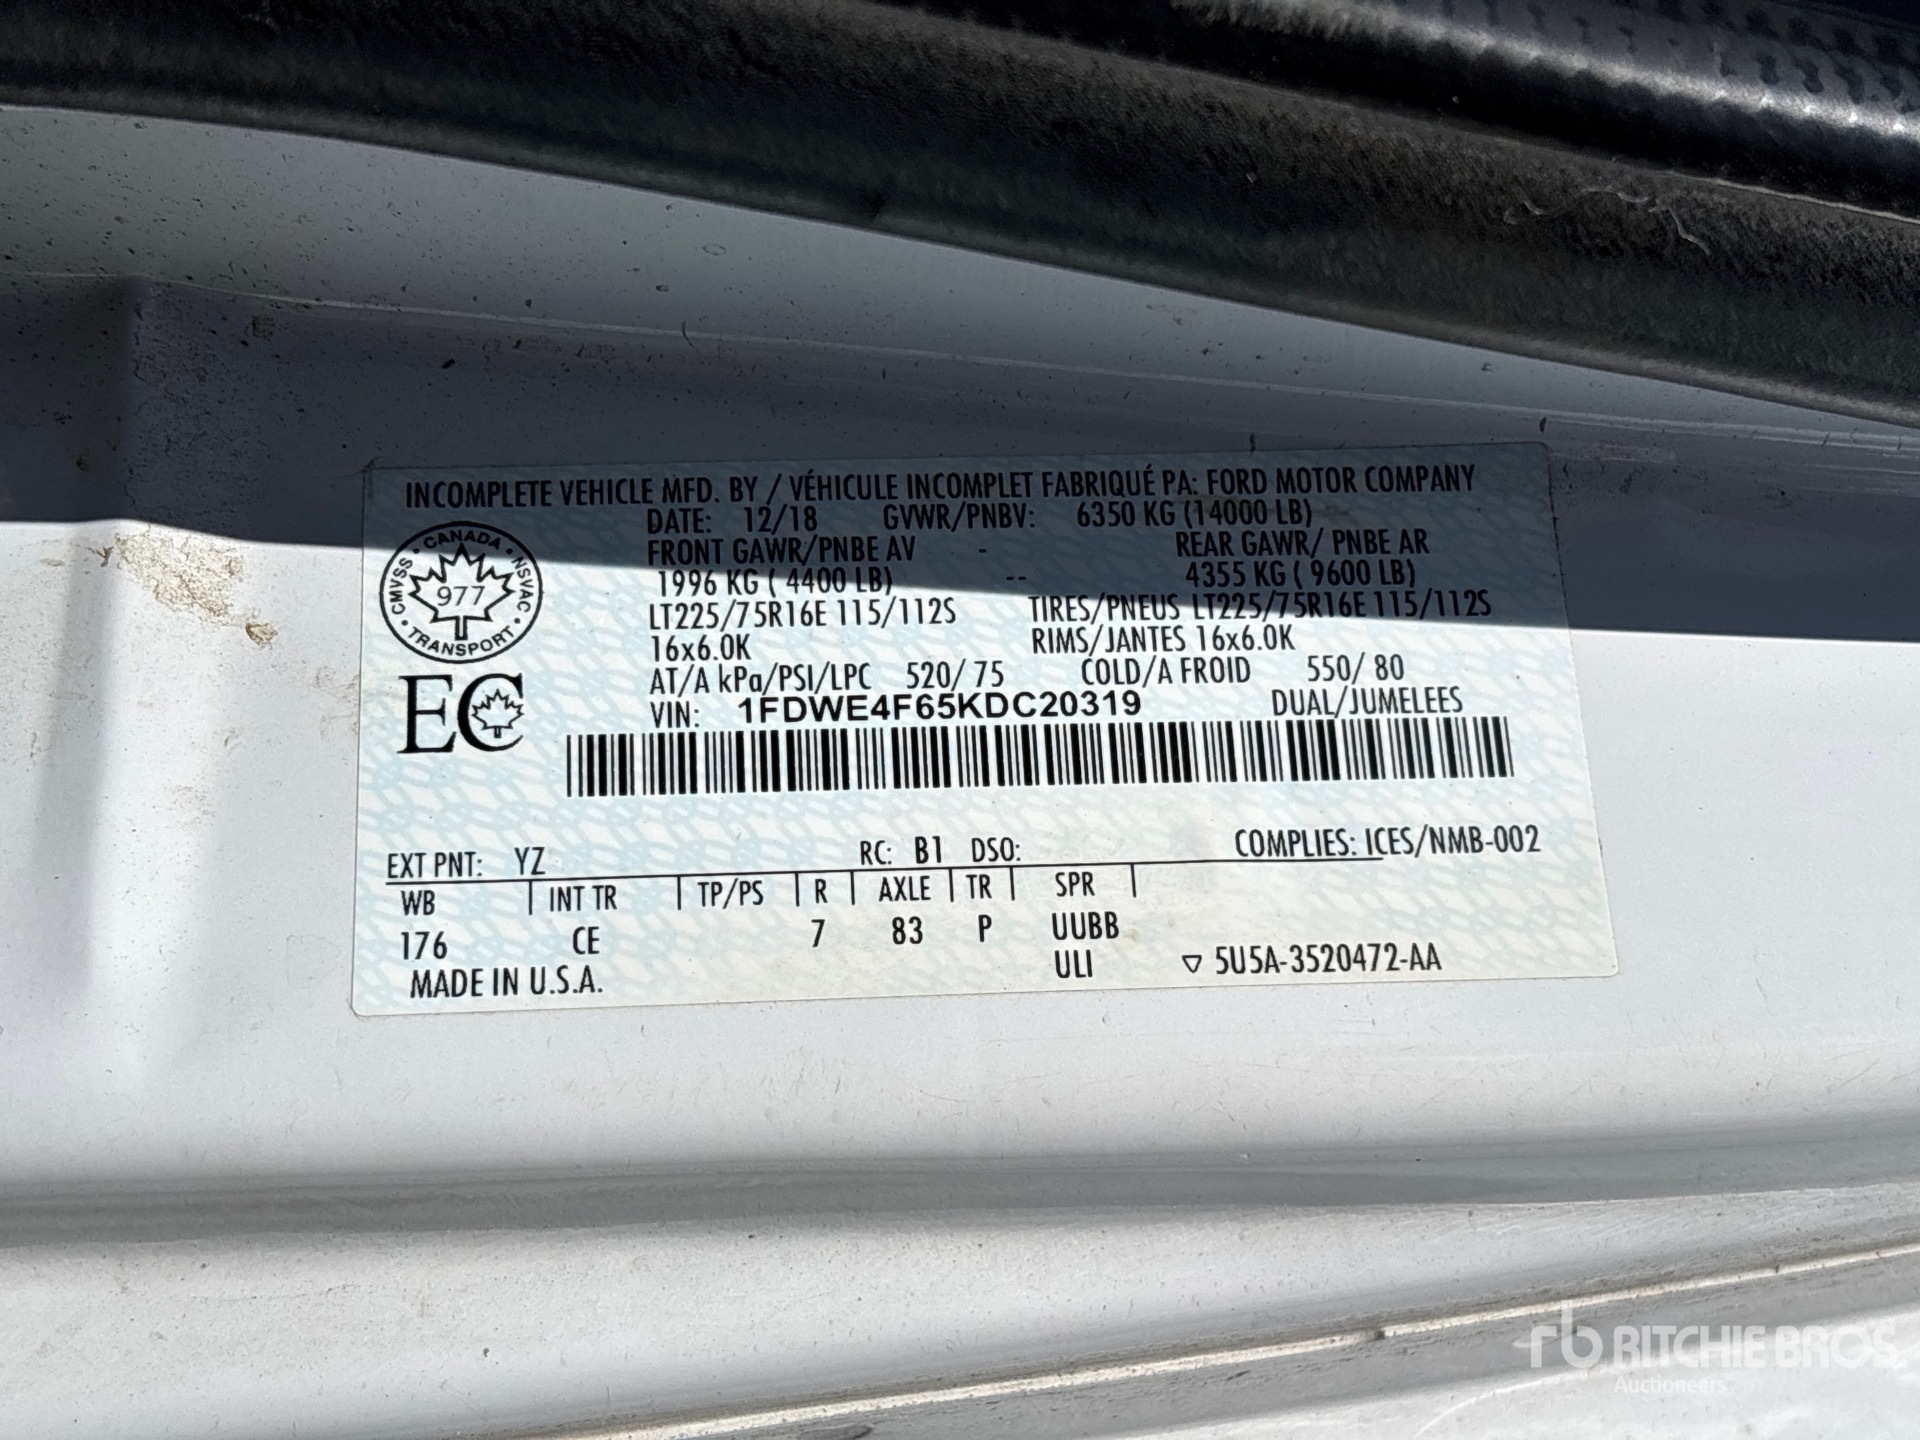 INCOMPLETE VEHICLE MFD. BY / VÉHICULE INCOMPLET FABRIQUÉ PA: FORD MOTOR COMPANY
DATE: 12/18 GVWR/PNBV: 6350 KG (14000 LB)
FRONT GAWR/PNBE AV - REAR GAWR/ PNBE AR
1996 KG ( 4400 LB) -- 4355 KG ( 9600 LB)
LT225/75R16E 115/112S TIRES/PNEUS LT225/75R16E 115/112S
16x6.0K RIMS/JANTES 16x6.0K
AT/A kPa/PSI/LPC 520/ 75 COLD/A FROID 550/ 80
VIN: 1FDWE4F65KDC20319 DUAL/JUMELEES
CANADA
CMVSS 977 NSVAC
TRANSPORT
EC
EXT PNT: YZ RC: B1 DSO: COMPLIES: ICES/NMB-002
WB INT TR TP/PS R AXLE TR SPR
176 CE 7 83 P UUBB
ULI 5U5A-3520472-AA
MADE IN U.S.A.
rb RITCHIE BROS
Auctioneers